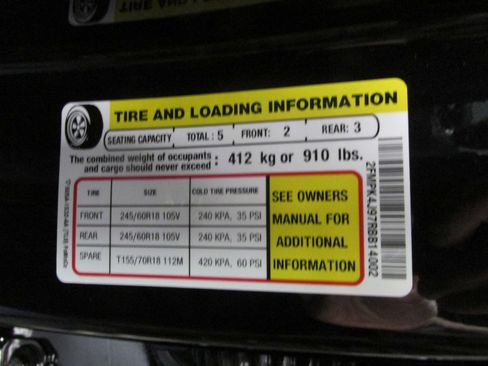 TIRE AND LOADING INFORMATION
SEATING CAPACITY TOTAL : 5 FRONT: 2 REAR: 3
The combined weight of occupants
and cargo should never exceed : 412 kg or 910 lbs.
TIRE SIZE COLD TIRE PRESSURE
FRONT 245/60R18 105V 240 KPA, 35 PSI
REAR 245/60R18 105V 240 KPA, 35 PSI
SPARE T155/70R18 112M 420 KPA, 60 PSI
SEE OWNERS
MANUAL FOR
ADDITIONAL
INFORMATION
2FMPK4J97RBB14002